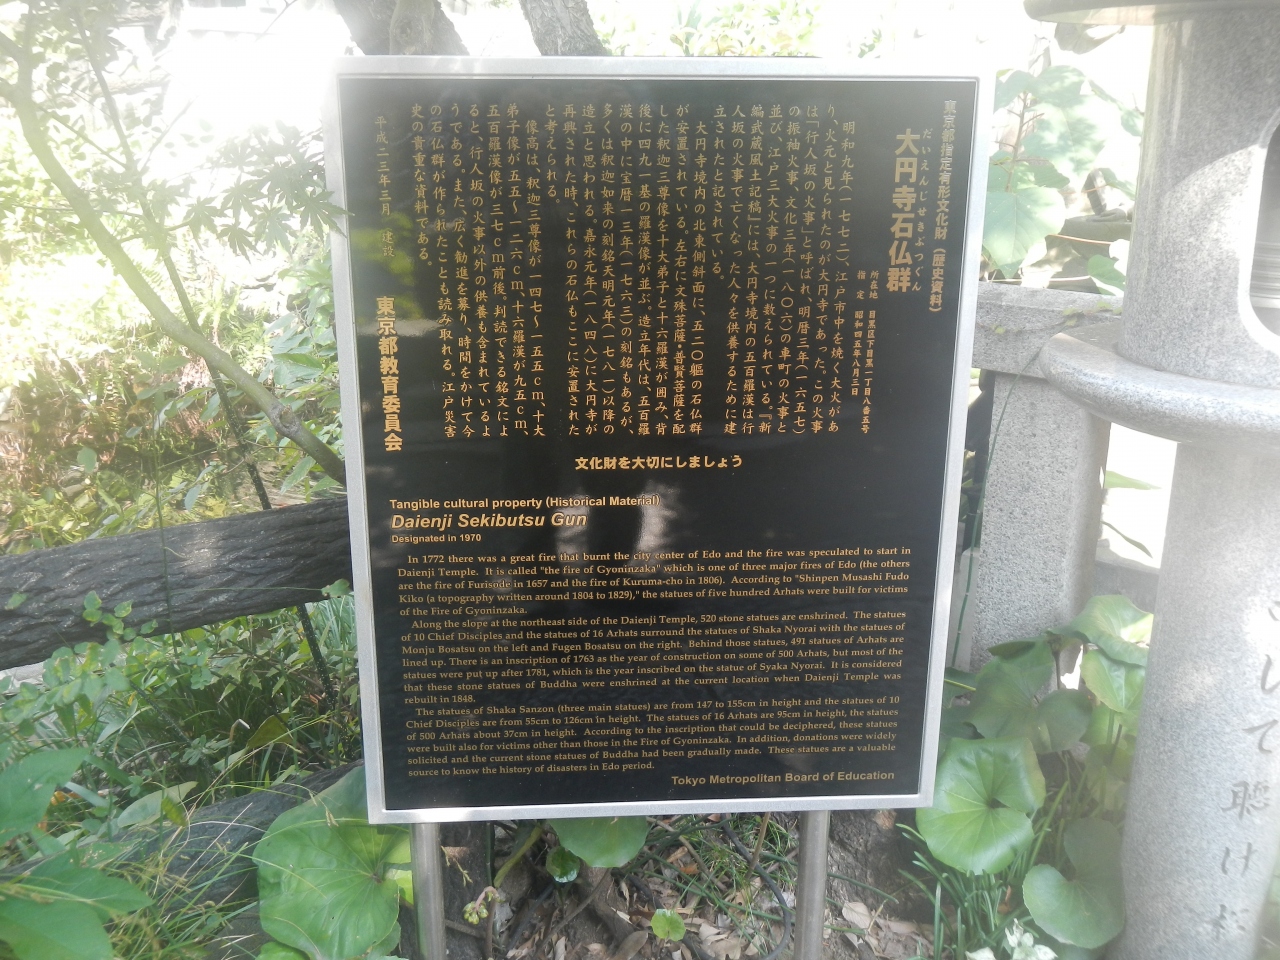 東京都指定有形文化財（歴史資料）
だいえんじせきぶつぐん
大円寺石仏群
所在地 目黒区下目黒一丁目八番五号
指定 昭和四五年八月三日
明和九年（一七七二）、江戸市中を焼く大火があ
り、火元と見られたのが大円寺であった。この火事
は「行人坂の火事」と呼ばれ、明暦三年（一六五七）
の振袖火事、文化三年（一八〇六）の車町の火事と
並び、江戸三大火事の一つに数えられている。『新
編武蔵風土記稿』には、大円寺境内の五百羅漢は行
人坂の火事で亡くなった人々を供養するために建
立されたと記されている。
大円寺境内の北東側斜面に、五二〇躯の石仏群
が安置されている。左右に文殊菩薩・普賢菩薩を配
した釈迦三尊像を十大弟子と十六羅漢が囲み、背
後に四九一基の羅漢像が並ぶ。造立年代は、五百羅
漢の中に宝暦一三年（一七六三）の刻銘もあるが、
多くは釈迦如来の刻銘天明元年（一七八一）以降の
造立と思われる。嘉永元年（一八四八）に大円寺が
再興された時、これらの石仏もここに安置された
と考えられる。
像高は、釈迦三尊像が一四七～一五五cm、十大
弟子像が五五～一二六cm、十六羅漢が九五cm、
五百羅漢像が三七cm前後。判読できる銘文によ
ると、行人坂の火事以外の供養も含まれているよ
うである。また、広く勧進を募り、時間をかけて今
の石仏群が作られたことも読み取れる。江戸災害
史の貴重な資料である。
平成二三年三月 建設
東京都教育委員会
文化財を大切にしましょう
Tangible cultural property (Historical Material)
Daienji Sekibutsu Gun
Designated in 1970
In 1772 there was a great fire that burnt the city center of Edo and the fire was speculated to start in
Daienji Temple. It is called "the fire of Gyoninzaka" which is one of three major fires of Edo (the others
are the fire of Furisode in 1657 and the fire of Kuruma-cho in 1806). According to "Shinpen Musashi Fudo
Kiko (a topography written around 1804 to 1829)," the statues of five hundred Arhats were built for victims
of the Fire of Gyoninzaka.
Along the slope at the northeast side of the Daienji Temple, 520 stone statues are enshrined. The statues
of 10 Chief Disciples and the statues of 16 Arhats surround the statues of Shaka Nyorai with the statues of
Monju Bosatsu on the left and Fugen Bosatsu on the right. Behind those statues, 491 statues of Arhats are
lined up. There is an inscription of 1763 as the year of construction on some of 500 Arhats, but most of the
statues were put up after 1781, which is the year inscribed on the statue of Syaka Nyorai. It is considered
that these stone statues of Buddha were enshrined at the current location when Daienji Temple was
rebuilt in 1848.
The statues of Shaka Sanzon (three main statues) are from 147 to 155cm in height and the statues of 10
Chief Disciples are from 55cm to 126cm in height. The statues of 16 Arhats are 95cm in height, the statues
of 500 Arhats about 37cm in height. According to the inscription that could be deciphered, these statues
were built also for victims other than those in the Fire of Gyoninzaka. In addition, donations were widely
solicited and the current stone statues of Buddha had been gradually made. These statues are a valuable
source to know the history of disasters in Edo period.
Tokyo Metropolitan Board of Education